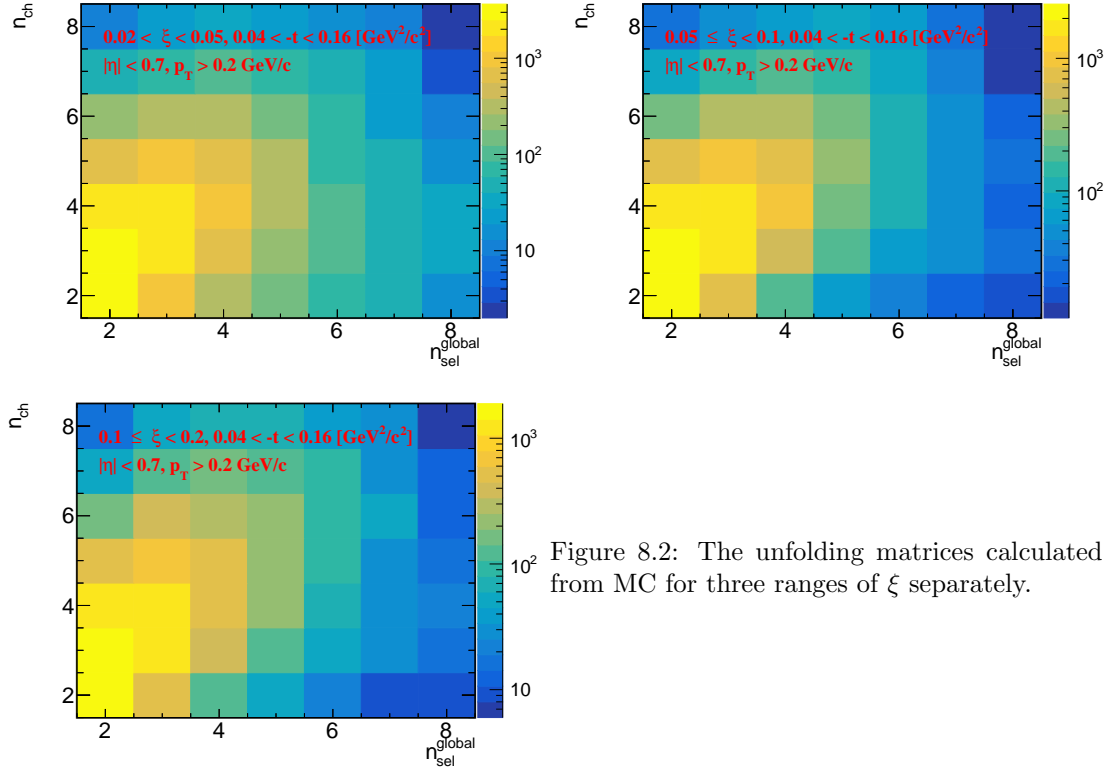 n_ch
8
6
4
2
0.02 < ξ < 0.05, 0.04 < -t < 0.16 [GeV²/c²]
|η| < 0.7, p_T > 0.2 GeV/c
10³
10²
10
2 4 6 8
n_sel^global
n_ch
8
6
4
2
0.05 ≤ ξ < 0.1, 0.04 < -t < 0.16 [GeV²/c²]
|η| < 0.7, p_T > 0.2 GeV/c
10³
10²
2 4 6 8
n_sel^global
n_ch
8
6
4
2
0.1 ≤ ξ < 0.2, 0.04 < -t < 0.16 [GeV²/c²]
|η| < 0.7, p_T > 0.2 GeV/c
10³
10²
10
2 4 6 8
n_sel^global
Figure 8.2: The unfolding matrices calculated
from MC for three ranges of ξ separately.